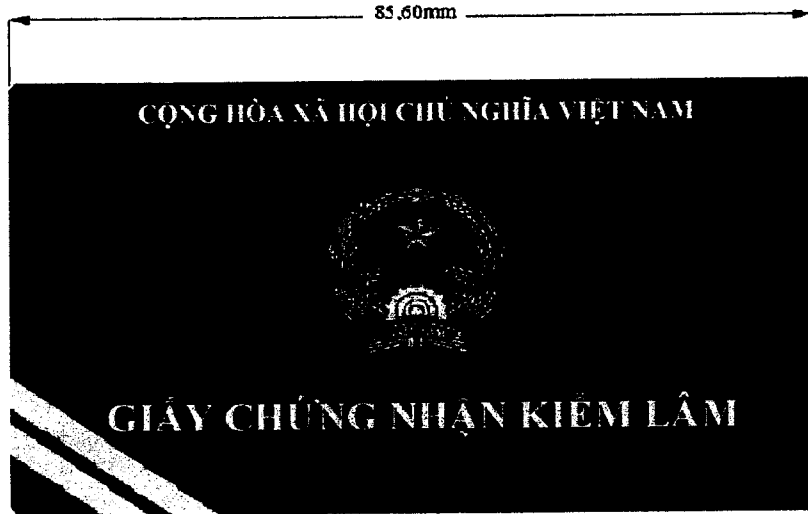 85,60mm
CỘNG HÒA XÃ HỘI CHỦ NGHĨA VIỆT NAM
GIẤY CHỨNG NHẬN KIỂM LÂM